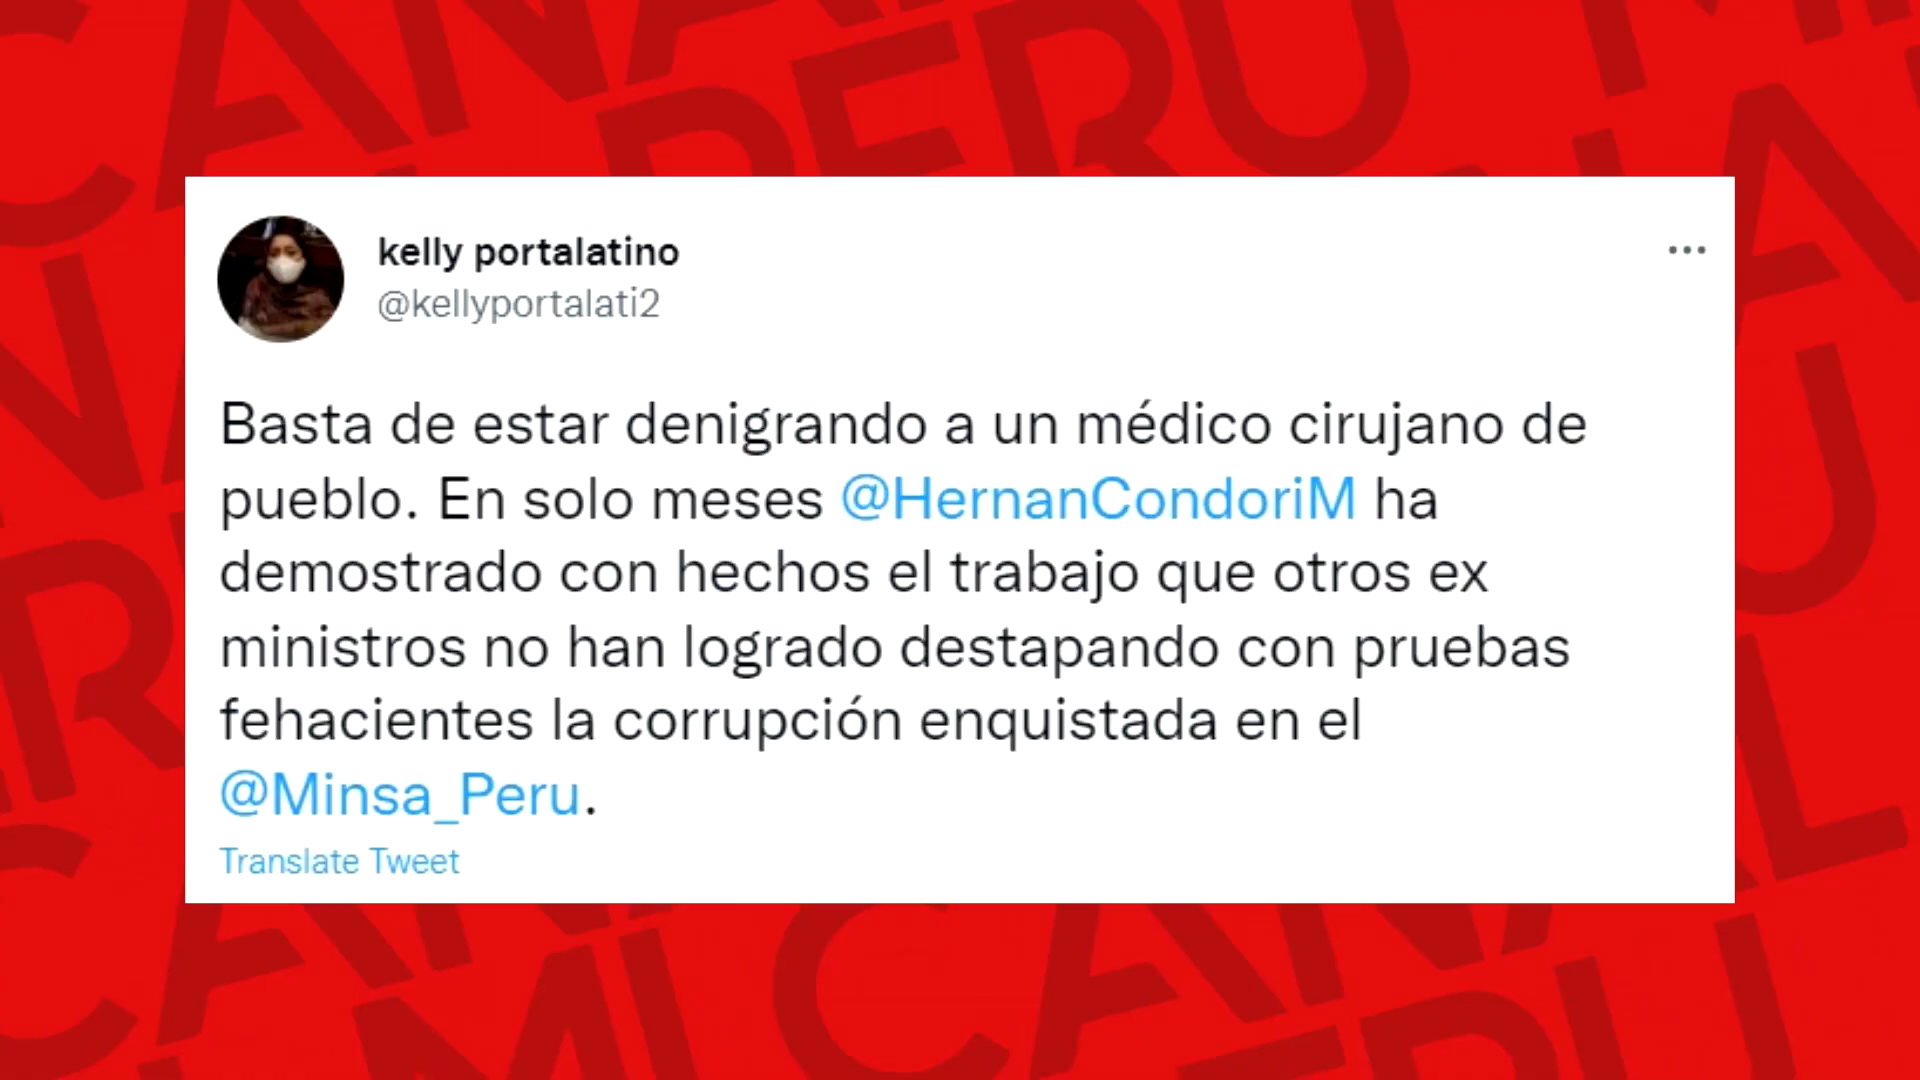 kelly portalatino
@kellyportalati2
Basta de estar denigrando a un médico cirujano de
pueblo. En solo meses @HernanCondoriM ha
demostrado con hechos el trabajo que otros ex
ministros no han logrado destapando con pruebas
fehacientes la corrupción enquistada en el
@Minsa_Peru.
Translate Tweet